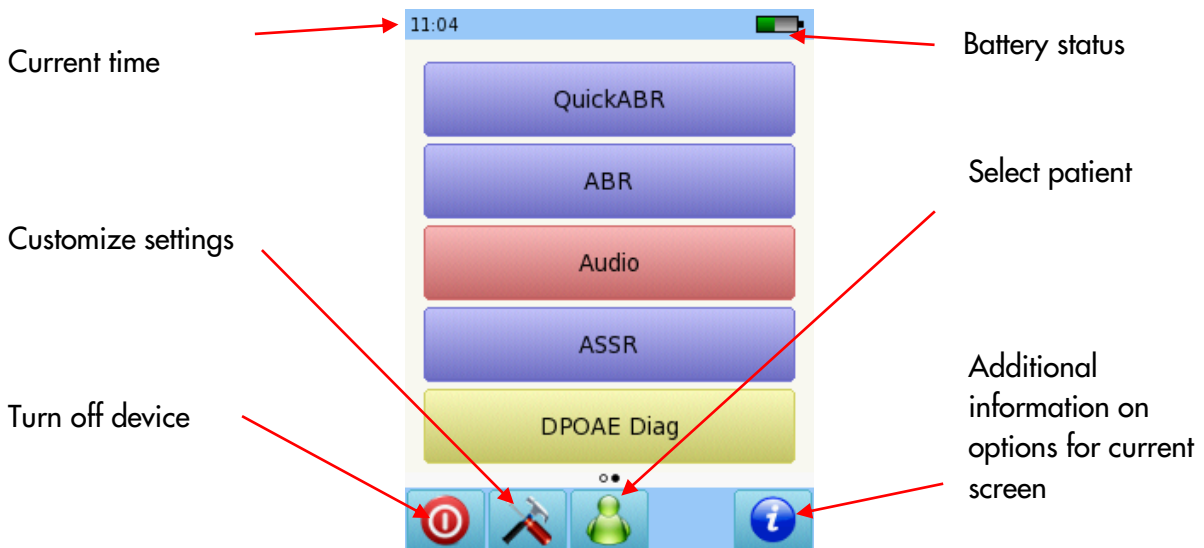 11:04
Current time
Battery status
QuickABR
ABR
Select patient
Customize settings
Audio
ASSR
Additional
information on
options for current
screen
Turn off device
DPOAE Diag
i